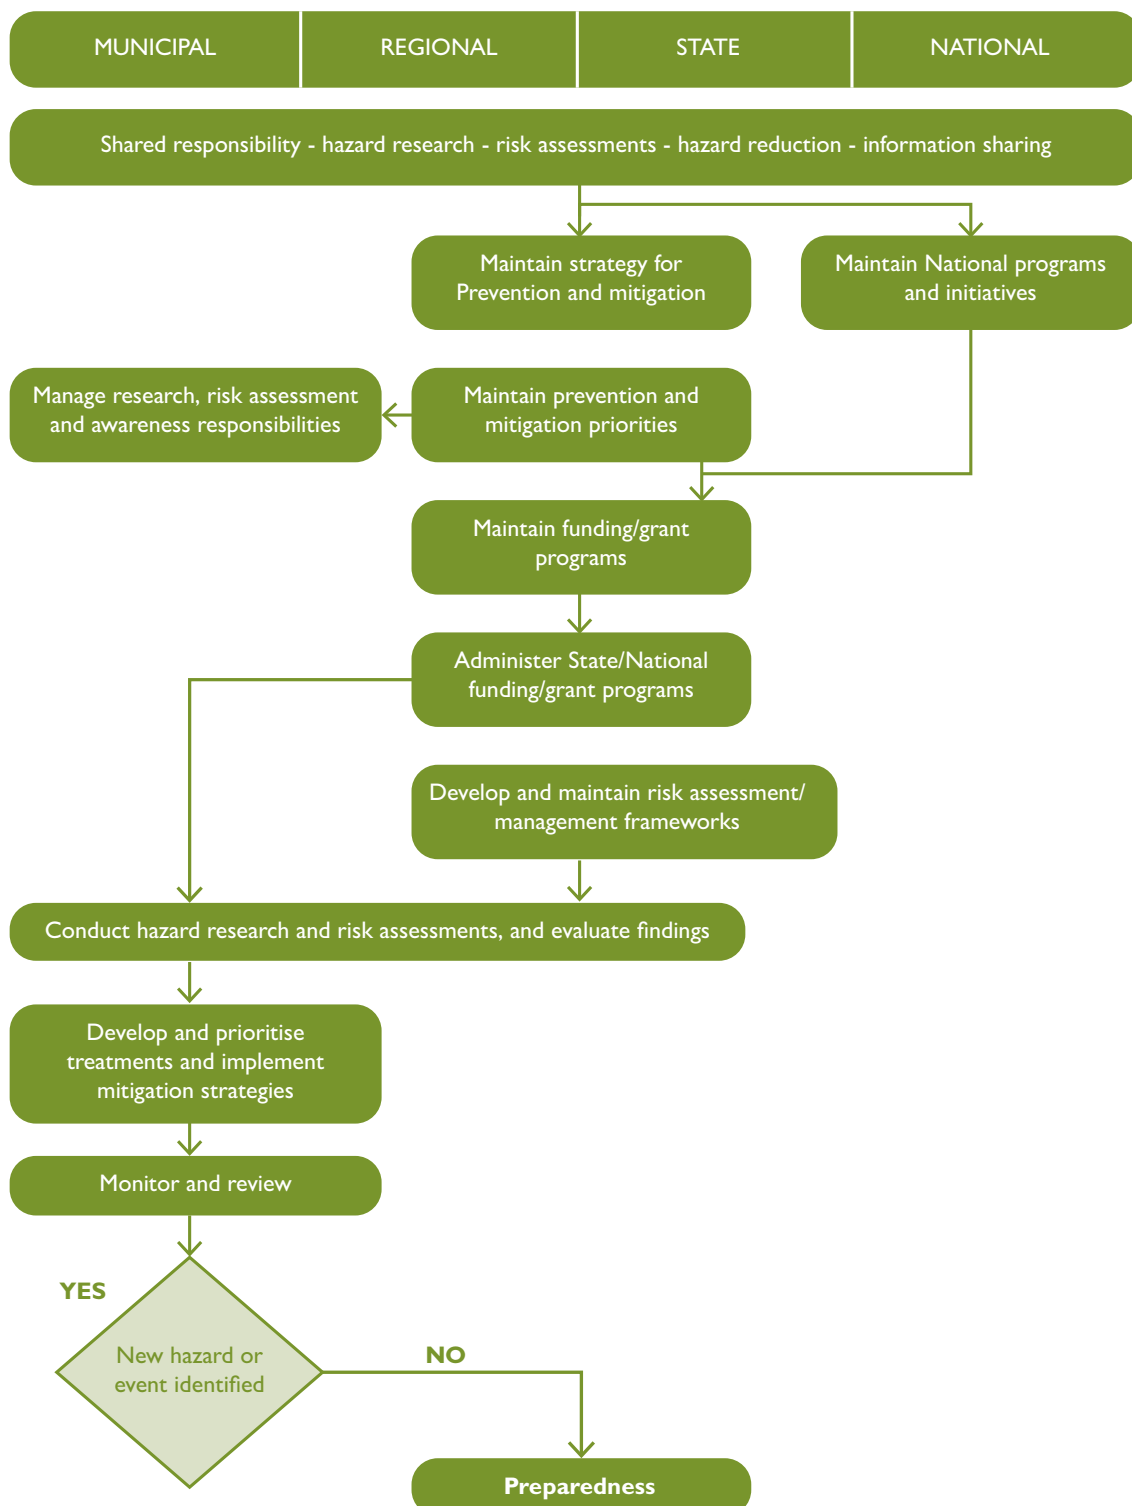 MUNICIPAL
REGIONAL
STATE
NATIONAL
Shared responsibility - hazard research - risk assessments - hazard reduction - information sharing
Maintain strategy for
Prevention and mitigation
Maintain National programs
and initiatives
Manage research, risk assessment
and awareness responsibilities
Maintain prevention and
mitigation priorities
Maintain funding/grant
programs
Administer State/National
funding/grant programs
Develop and maintain risk assessment/
management frameworks
Conduct hazard research and risk assessments, and evaluate findings
Develop and prioritise
treatments and implement
mitigation strategies
Monitor and review
YES
New hazard or
event identified
NO
Preparedness